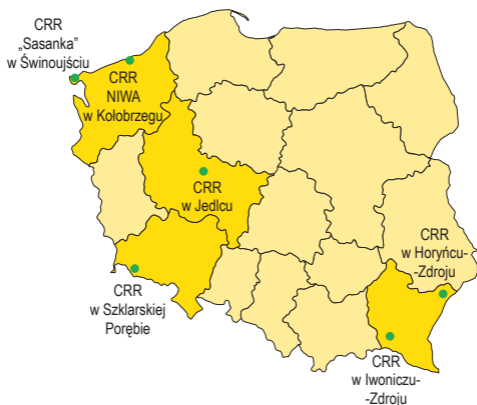 CRR
„Sasanka”
w Świnoujściu
CRR
NIWA
w Kołobrzegu
CRR
w Jedlcu
CRR
w Horyńcu-
-Zdroju
CRR
w Szklarskiej
Porębie
CRR
w Iwoniczu-
-Zdroju